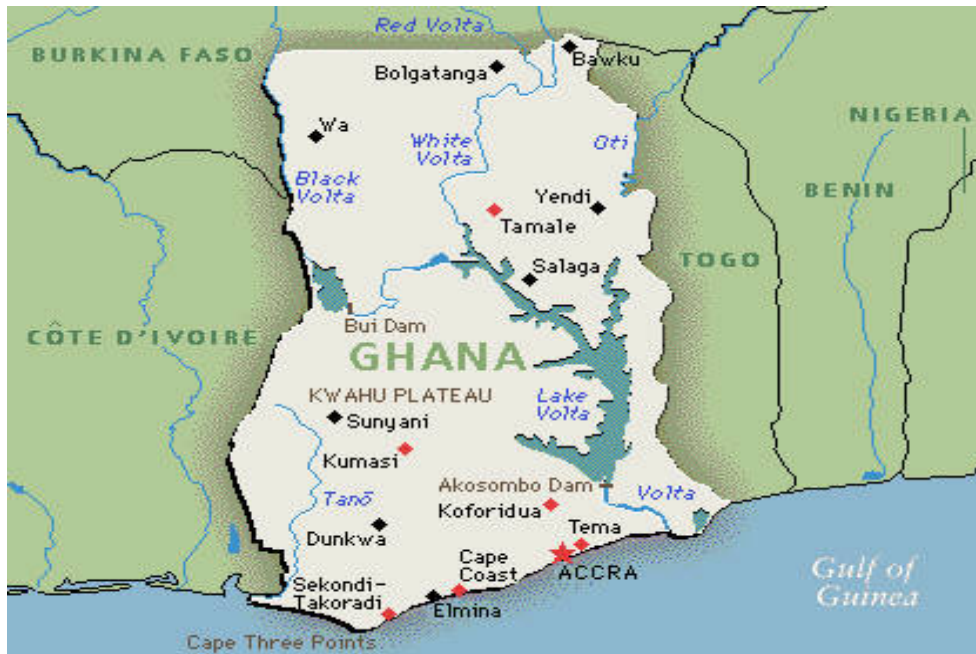 Red Volta
BURKINA FASO
Bawku
Bolgatanga
NIGERIA
Wa
White
Volta
Oti
Black
Volta
BENIN
Yendi
Tamale
TOGO
Salaga
Bui Dam
CÔTE D'IVOIRE
GHANA
KWAHU PLATEAU
Lake
Volta
Sunyani
Kumasi
Akosombo Dam
Volta
Tanō
Koforidua
Dunkwa
Tema
Cape
Coast
ACCRA
Gulf of
Guinea
Sekondi-
Takoradi
Elmina
Cape Three Points